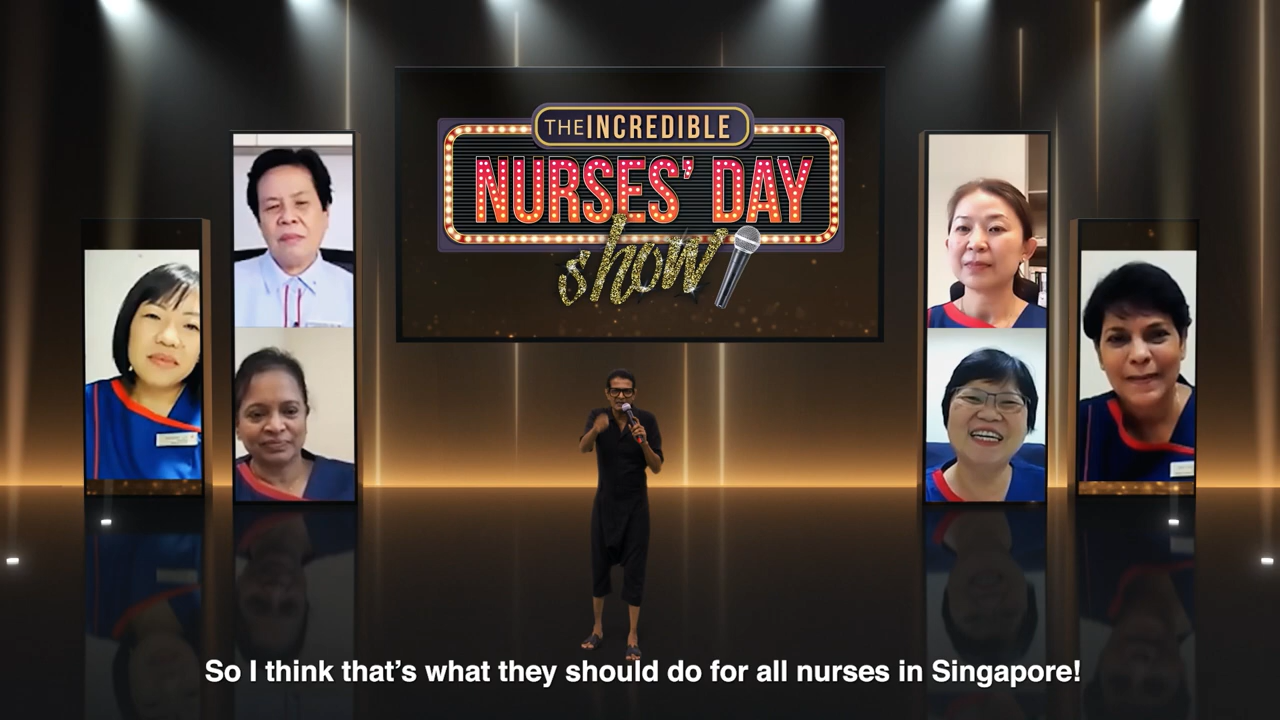 THE INCREDIBLE
NURSES' DAY
show
So I think that's what they should do for all nurses in Singapore!